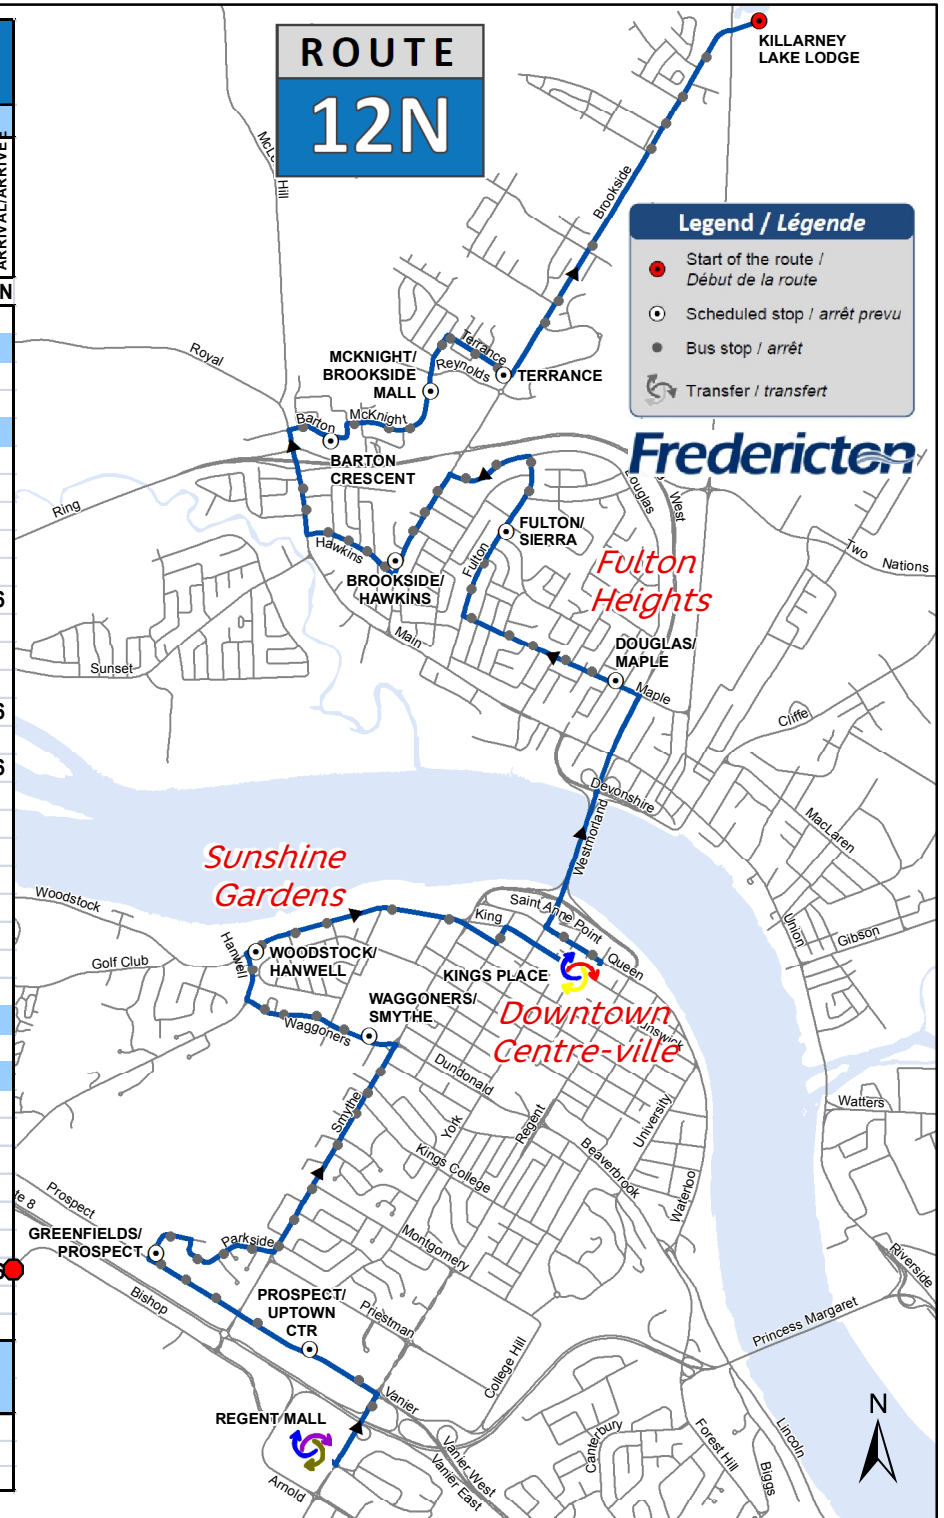 ROUTE
12N
KILLARNEY
LAKE LODGE
ARRIVAL/ARRIVÉE
N
Brookside
Legend / Légende
Start of the route /
Début de la route
Scheduled stop / arrêt prevu
Bus stop / arrêt
Transfer / transfert
Fredericton
Hill
Royal
MCKNIGHT/
BROOKSIDE
MALL
Terrance
Reynolds
TERRANCE
Barton
McKnight
BARTON
CRESCENT
Ring
Hawkins
BROOKSIDE/
HAWKINS
Fulton
FULTON/
SIERRA
Fulton
Heights
Douglas
West
Two
Nations
Main
Sunset
DOUGLAS/
MAPLE
Maple
Cliffe
Devonshire
Westmorland
MacLaren
Sunshine
Gardens
Woodstock
Golf Club
Hanwell
WOODSTOCK/
HANWELL
King
Saint Anne Point
Queen
KINGS PLACE
Downtown
Centre-ville
Union
Gibson
WAGGONERS/
SMYTHE
Waggoners
Dundonald
Smythe
York
Regent
University
Kings College
Beaverbrook
Waterloo
Watters
Prospect
GREENFIELDS/
PROSPECT
Parkside
Montgomery
Riverside
Bishop
PROSPECT/
UPTOWN
CTR
Priestman
Princess Margaret
College Hill
Vanier
REGENT MALL
Arnold
Vanier West
Vanier East
Canterbury
Forest Hill
Biggs
Lincoln
N